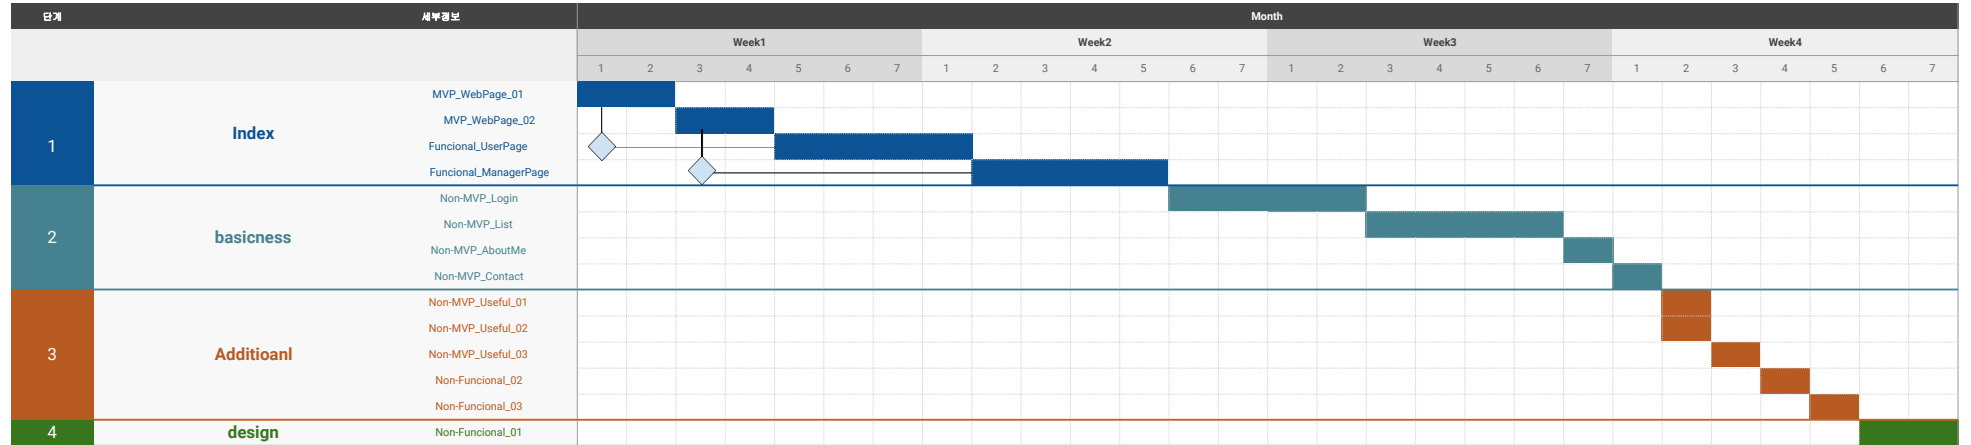 단계 세부정보 Month
Week1 Week2 Week3 Week4
1 2 3 4 5 6 7 1 2 3 4 5 6 7 1 2 3 4 5 6 7 1 2 3 4 5 6 7
1 Index
MVP_WebPage_01
MVP_WebPage_02
Funcional_UserPage
Funcional_ManagerPage
2 basicness
Non-MVP_Login
Non-MVP_List
Non-MVP_AboutMe
Non-MVP_Contact
3 Additioanl
Non-MVP_Useful_01
Non-MVP_Useful_02
Non-MVP_Useful_03
Non-Funcional_02
Non-Funcional_03
4 design
Non-Funcional_01